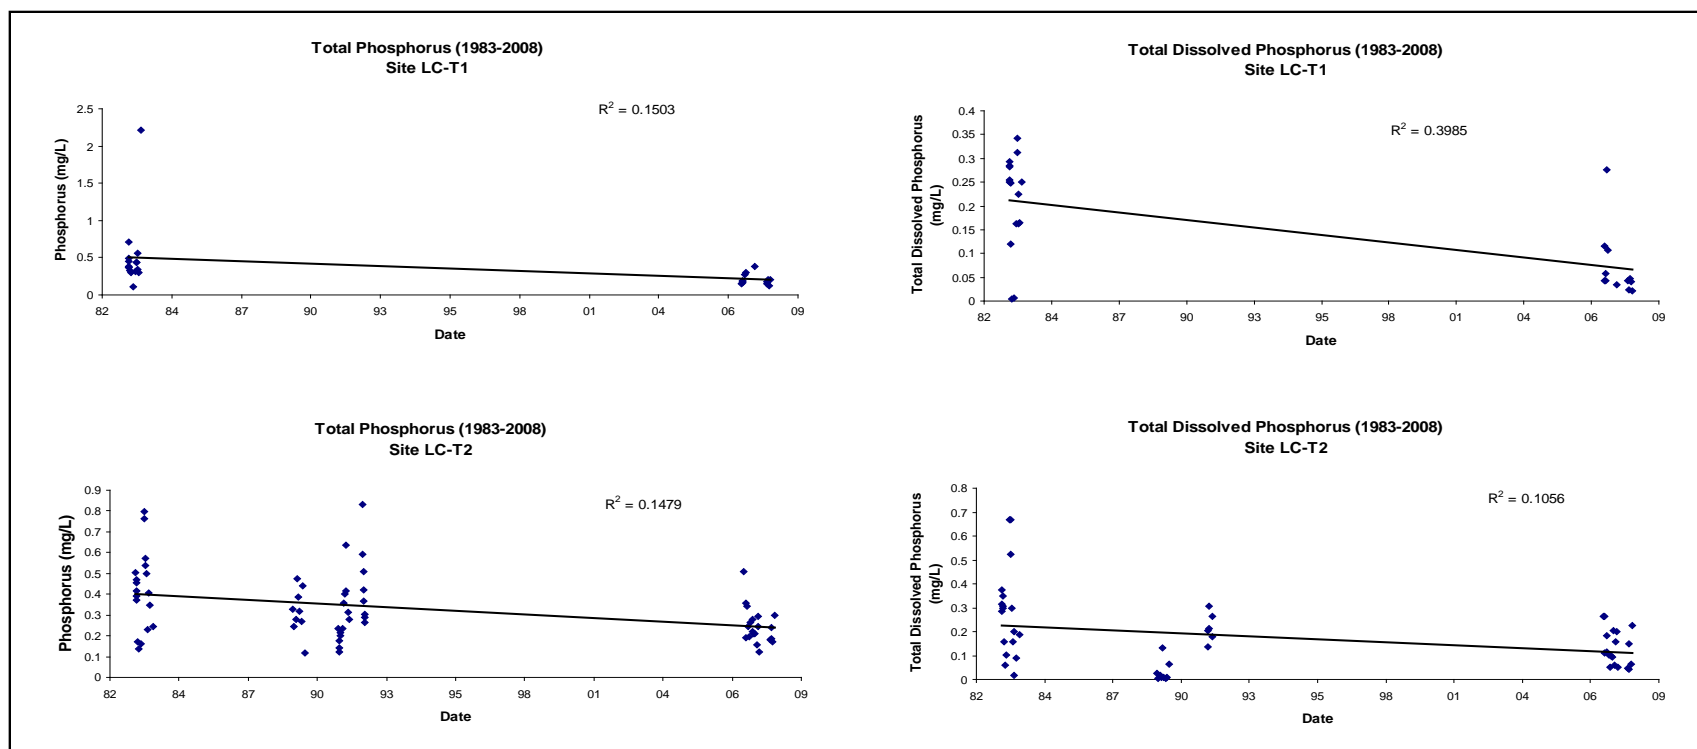 Total Phosphorus (1983-2008)
Site LC-T1
R² = 0.1503
Phosphorus (mg/L)
2.5
2
1.5
1
0.5
0
82 84 87 90 93 95 98 01 04 06 09
Date
Total Dissolved Phosphorus (1983-2008)
Site LC-T1
R² = 0.3985
Total Dissolved Phosphorus
(mg/L)
0.4
0.35
0.3
0.25
0.2
0.15
0.1
0.05
0
82 84 87 90 93 95 98 01 04 06 09
Date
Total Phosphorus (1983-2008)
Site LC-T2
R² = 0.1479
Phosphorus (mg/L)
0.9
0.8
0.7
0.6
0.5
0.4
0.3
0.2
0.1
0
82 84 87 90 93 95 98 01 04 06 09
Date
Total Dissolved Phosphorus (1983-2008)
Site LC-T2
R² = 0.1056
Total Dissolved Phosphorus
(mg/L)
0.8
0.7
0.6
0.5
0.4
0.3
0.2
0.1
0
82 84 87 90 93 95 98 01 04 06 09
Date